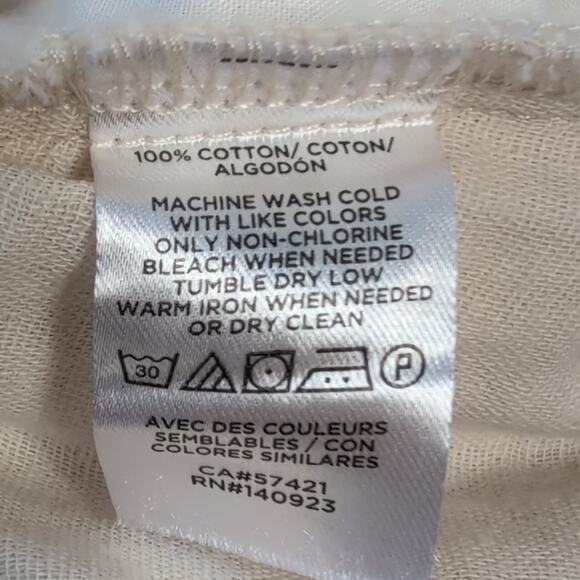 100% COTTON/ COTON/
ALGODÓN
MACHINE WASH COLD
WITH LIKE COLORS
ONLY NON-CHLORINE
BLEACH WHEN NEEDED
TUMBLE DRY LOW
WARM IRON WHEN NEEDED
OR DRY CLEAN
30 P
AVEC DES COULEURS
SEMBLABLES / CON
COLORES SIMILARES
CA#57421
RN#140923